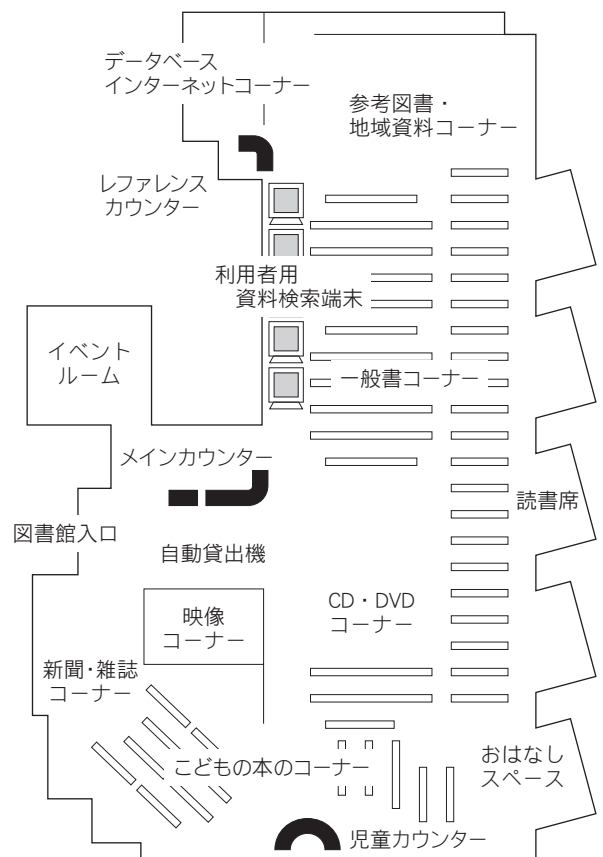 データベース
インターネットコーナー
参考図書・
地域資料コーナー
レファレンス
カウンター
利用者用
資料検索端末
イベント
ルーム
一般書コーナー
メインカウンター
読書席
図書館入口
自動貸出機
映像
コーナー
CD・DVD
コーナー
新聞・雑誌
コーナー
こどもの本のコーナー
おはなし
スペース
児童カウンター